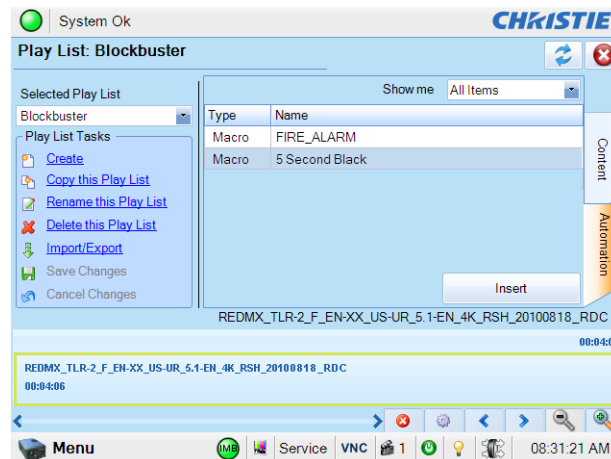 System Ok
CHRISTIE
Play List: Blockbuster
Selected Play List
Blockbuster
Play List Tasks
Create
Copy this Play List
Rename this Play List
Delete this Play List
Import/Export
Save Changes
Cancel Changes
Show me All Items
Type Name
Macro FIRE_ALARM
Macro 5 Second Black
Insert
Content
Automation
REDMX_TLR-2_F_EN-XX_US-UR_5.1-EN_4K_RSH_20100818_RDC
REDMX_TLR-2_F_EN-XX_US-UR_5.1-EN_4K_RSH_20100818_RDC
00:04:06
Menu IMB Service VNC 1 08:31:21 AM